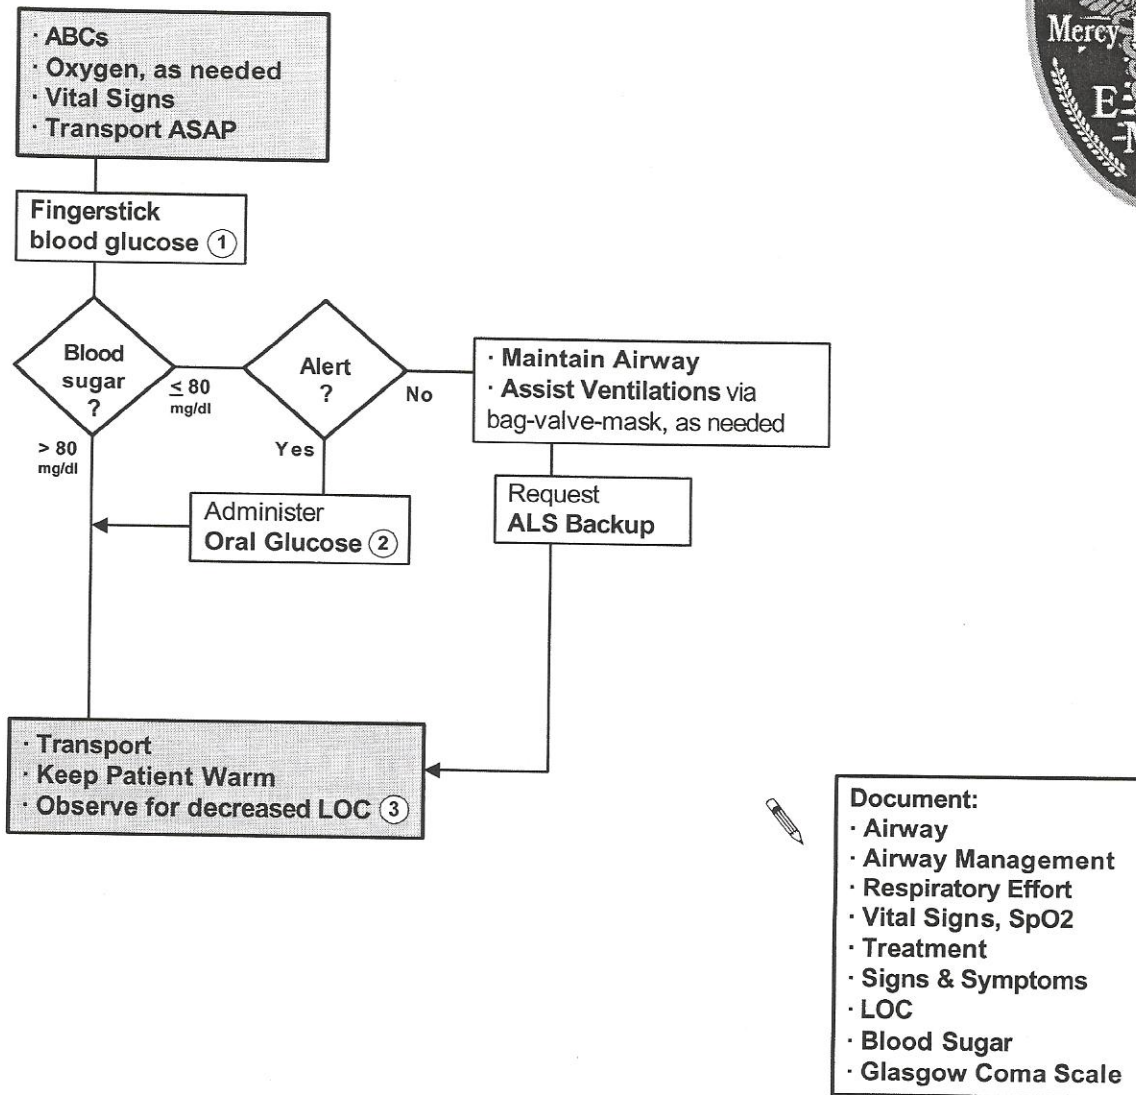 · ABCs
· Oxygen, as needed
· Vital Signs
· Transport ASAP
Mercy
E
Fingerstick
blood glucose ①
Blood
sugar
?
≤ 80
mg/dl
> 80
mg/dl
Alert
?
No
Yes
· Maintain Airway
· Assist Ventilations via
bag-valve-mask, as needed
Administer
Oral Glucose ②
Request
ALS Backup
· Transport
· Keep Patient Warm
· Observe for decreased LOC ③
Document:
· Airway
· Airway Management
· Respiratory Effort
· Vital Signs, SpO2
· Treatment
· Signs & Symptoms
· LOC
· Blood Sugar
· Glasgow Coma Scale